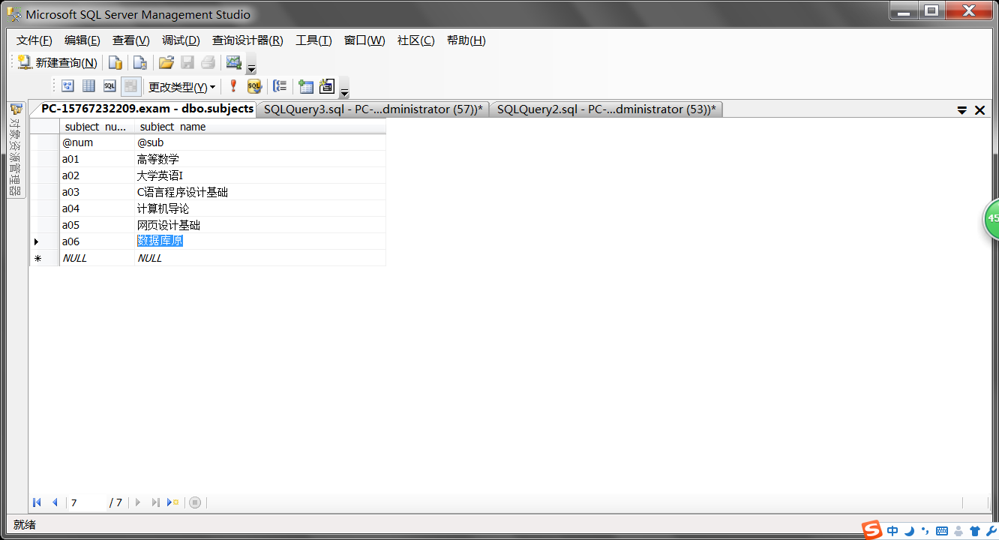 Microsoft SQL Server Management Studio
文件(F) 编辑(E) 查看(V) 调试(D) 查询设计器(R) 工具(T) 窗口(W) 社区(C) 帮助(H)
新建查询(N)
SQL 更改类型(Y) SQL
PC-15767232209.exam - dbo.subjects SQLQuery3.sql - PC-...dministrator (57))* SQLQuery2.sql - PC-...dministrator (53))*
对象资源管理器
subject_nu... subject_name
@num @sub
a01 高等数学
a02 大学英语I
a03 C语言程序设计基础
a04 计算机导论
a05 网页设计基础
a06 数据库原
NULL NULL
45
7 / 7
就绪
S 中